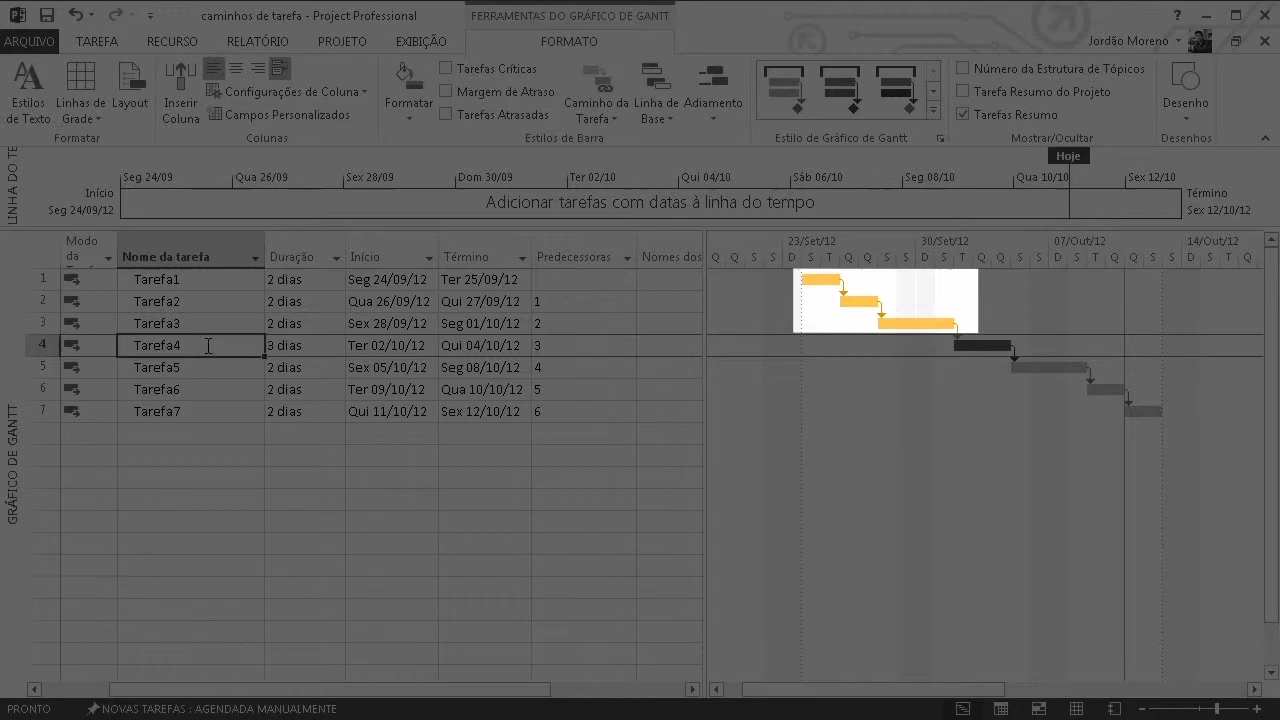 caminhos de tarefa - Project Professional
FERRAMENTAS DO GRÁFICO DE GANTT
ARQUIVO TAREFA RECURSO RELATÓRIO PROJETO EXIBIÇÃO FORMATO Jordão Moreno
Estilos de Texto
Linhas de Grade
Layout
Formatar
Inserir Coluna
Configurações de Coluna
Campos Personalizados
Colunas
Formatar
Tarefas Críticas
Margem de Atraso
Tarefas Atrasadas
Caminho da Tarefa
Linha de Base
Adiamento
Estilos de Barra
Estilo de Gráfico de Gantt
Número da Estrutura de Tópicos
Tarefa Resumo do Projeto
Tarefas Resumo
Mostrar/Ocultar
Desenho
Desenhos
LINHA DO TE
Hoje
Seg 24/09 Qua 26/09 Sex 28/09 Dom 30/09 Ter 02/10 Qui 04/10 Sáb 06/10 Seg 08/10 Qua 10/10 Sex 12/10
Início
Seg 24/09/12
Adicionar tarefas com datas à linha do tempo
Término
Sex 12/10/12
GRÁFICO DE GANTT
Modo da Nome da tarefa Duração Início Término Predecessoras Nomes dos
23/Set/12 30/Set/12 07/Out/12 14/Out/12
Q Q S S D S T Q Q S S D S T Q Q S S D S T Q Q S S D S T Q
1 Tarefa1 2 dias Seg 24/09/12 Ter 25/09/12
2 Tarefa2 2 dias Qua 26/09/12 Qui 27/09/12 1
3 Tarefa3 2 dias Sex 28/09/12 Seg 01/10/12 2
4 Tarefa4 2 dias Ter 02/10/12 Qui 04/10/12 3
5 Tarefa5 2 dias Sex 05/10/12 Seg 08/10/12 4
6 Tarefa6 2 dias Ter 09/10/12 Qua 10/10/12 5
7 Tarefa7 2 dias Qui 11/10/12 Sex 12/10/12 6
PRONTO NOVAS TAREFAS : AGENDADA MANUALMENTE